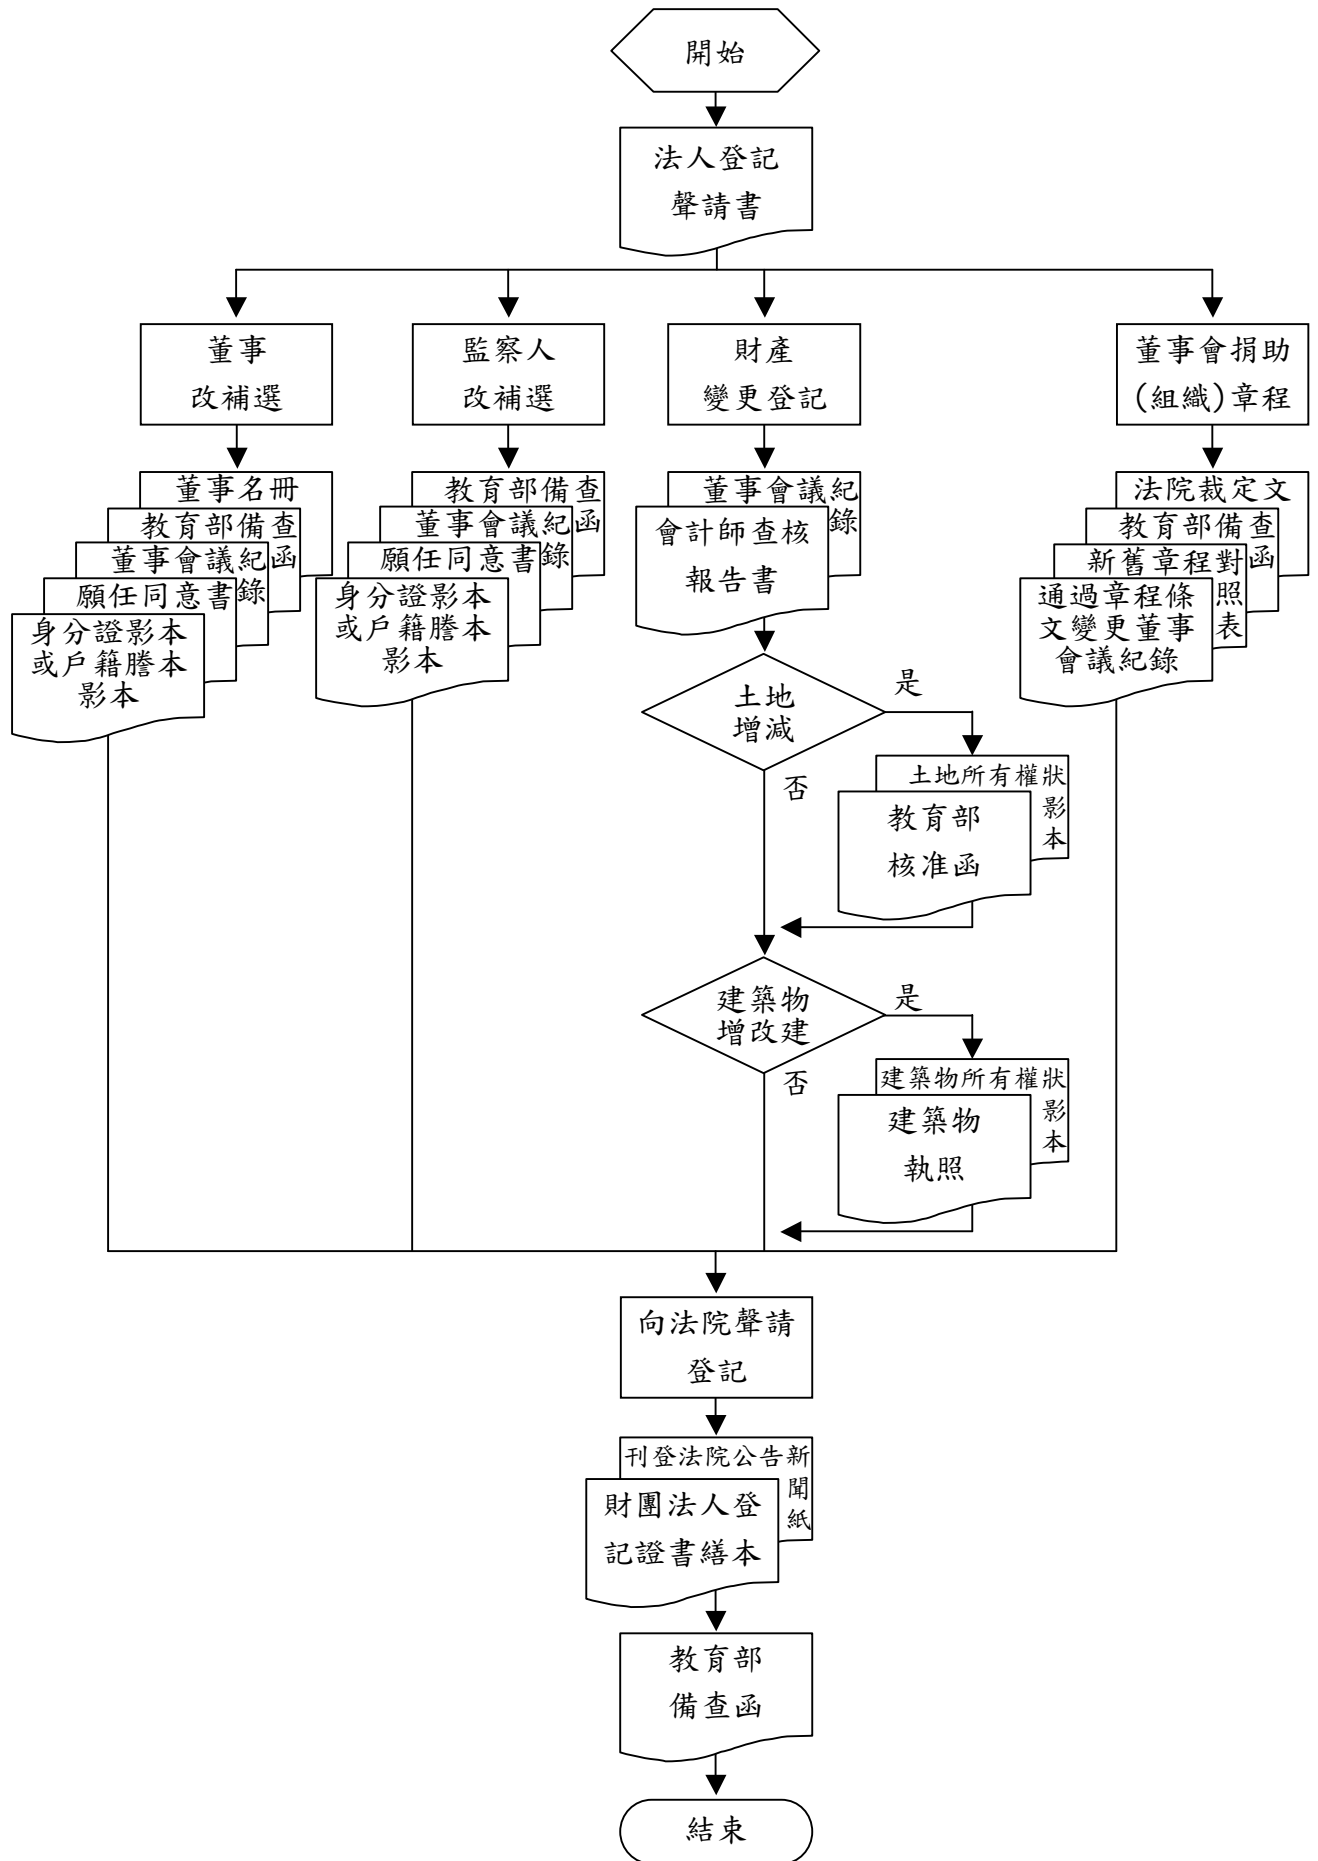 開始
法人登記
聲請書
董事
改補選
監察人
改補選
財產
變更登記
董事會捐助
(組織)章程
董事名冊
教育部備查
函
董事會議紀
錄
願任同意書
身分證影本
或戶籍謄本
影本
教育部備查
函
董事會議紀
錄
願任同意書
身分證影本
或戶籍謄本
影本
董事會議紀
錄
會計師查核
報告書
法院裁定文
教育部備查
函
新舊章程對
照
表
通過章程條
文變更董事
會議紀錄
土地
增減
是
否
土地所有權狀
影
本
教育部
核准函
建築物
增改建
是
否
建築物所有權狀
影
本
建築物
執照
向法院聲請
登記
刊登法院公告新
聞
紙
財團法人登
記證書繕本
教育部
備查函
結束